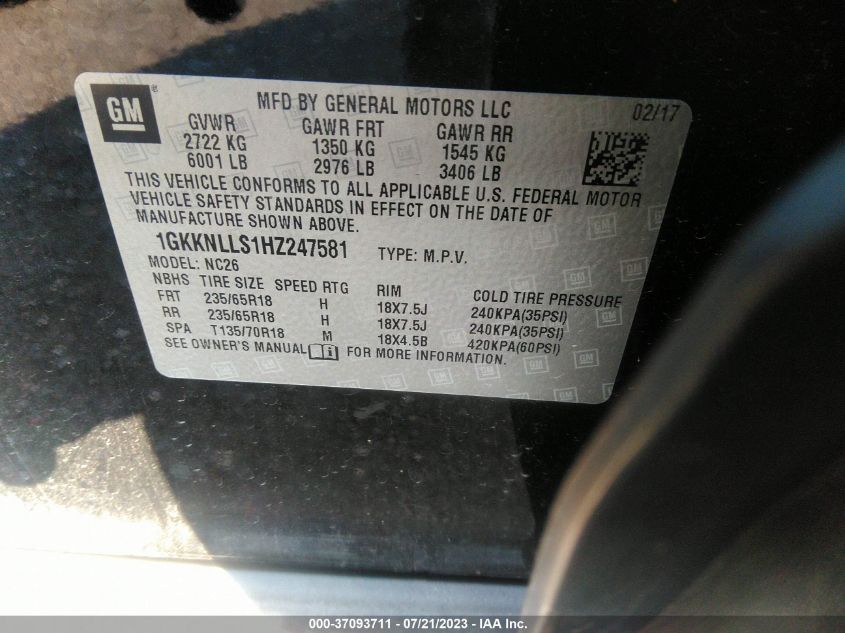 GM ®
MFD BY GENERAL MOTORS LLC 02/17
GVWR GAWR FRT GAWR RR
2722 KG 1350 KG 1545 KG
6001 LB 2976 LB 3406 LB
THIS VEHICLE CONFORMS TO ALL APPLICABLE U.S. FEDERAL MOTOR
VEHICLE SAFETY STANDARDS IN EFFECT ON THE DATE OF
MANUFACTURE SHOWN ABOVE.
1GKKNLLS1HZ247581 TYPE: M.P.V.
MODEL: NC26
NBHS TIRE SIZE SPEED RTG RIM COLD TIRE PRESSURE
FRT 235/65R18 H 18X7.5J 240KPA(35PSI)
RR 235/65R18 H 18X7.5J 240KPA(35PSI)
SPA T135/70R18 M 18X4.5B 420KPA(60PSI)
SEE OWNER'S MANUAL FOR MORE INFORMATION.
000-37093711 - 07/21/2023 - IAA Inc.